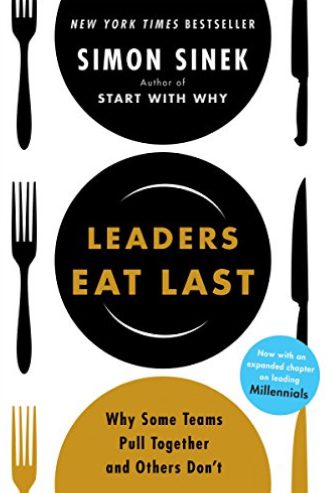 NEW YORK TIMES BESTSELLER
SIMON SINEK
Author of
START WITH WHY
LEADERS
EAT LAST
Now with an
expanded chapter
on leading
Millennials
Why Some Teams
Pull Together
and Others Don't